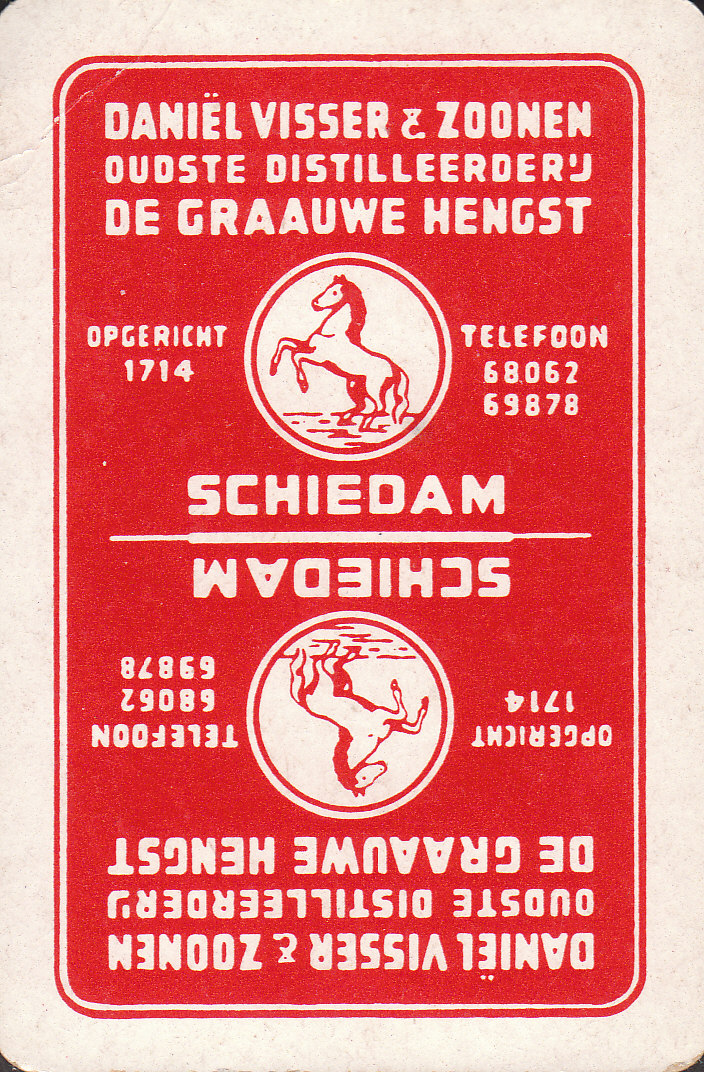 DANIËL VISSER & ZOONEN
OUDSTE DISTILLEERDERIJ
DE GRAAUWE HENGST
OPGERICHT
1714
TELEFOON
68062
69878
SCHIEDAM
SCHIEDAM
OPGERICHT
1714
TELEFOON
68062
69878
DE GRAAUWE HENGST
OUDSTE DISTILLEERDERIJ
DANIËL VISSER & ZOONEN